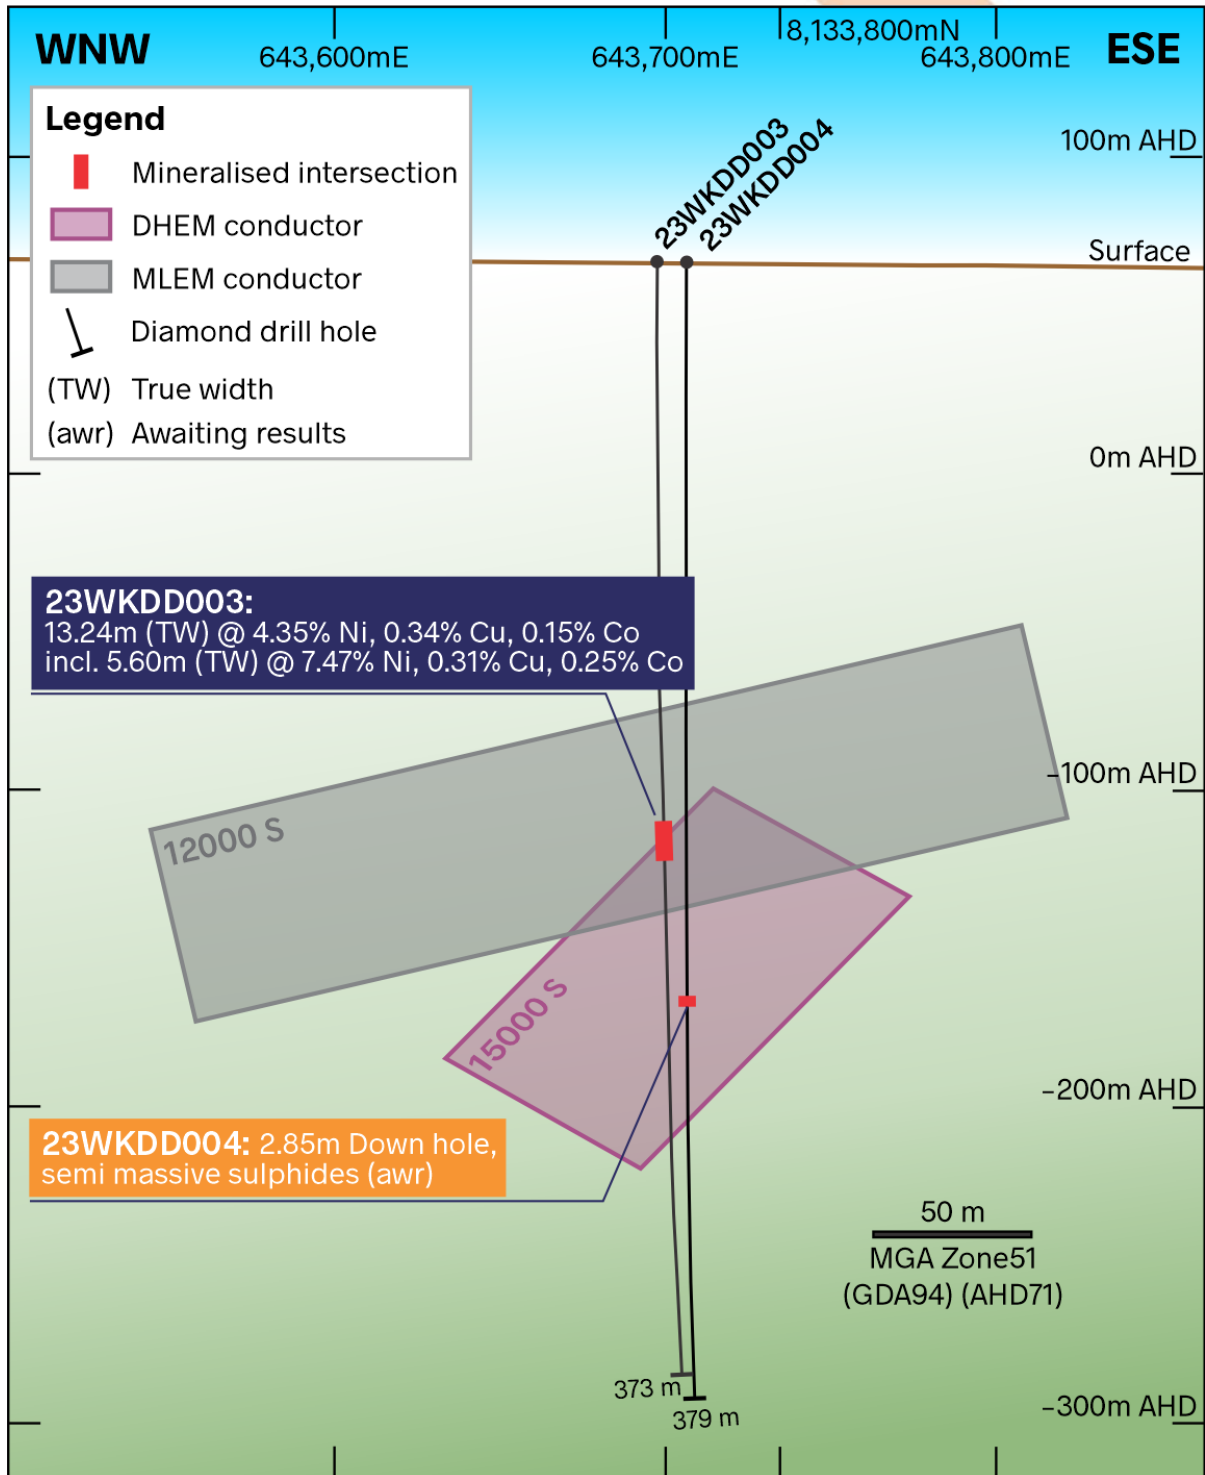 WNW
643,600mE
643,700mE
8,133,800mN
643,800mE
ESE
Legend
Mineralised intersection
DHEM conductor
MLEM conductor
Diamond drill hole
(TW) True width
(awr) Awaiting results
23WKDD003
23WKDD004
100m AHD
Surface
0m AHD
23WKDD003:
13.24m (TW) @ 4.35% Ni, 0.34% Cu, 0.15% Co
incl. 5.60m (TW) @ 7.47% Ni, 0.31% Cu, 0.25% Co
-100m AHD
12000 S
15000 S
-200m AHD
23WKDD004: 2.85m Down hole,
semi massive sulphides (awr)
50 m
MGA Zone51
(GDA94) (AHD71)
373 m
379 m
-300m AHD